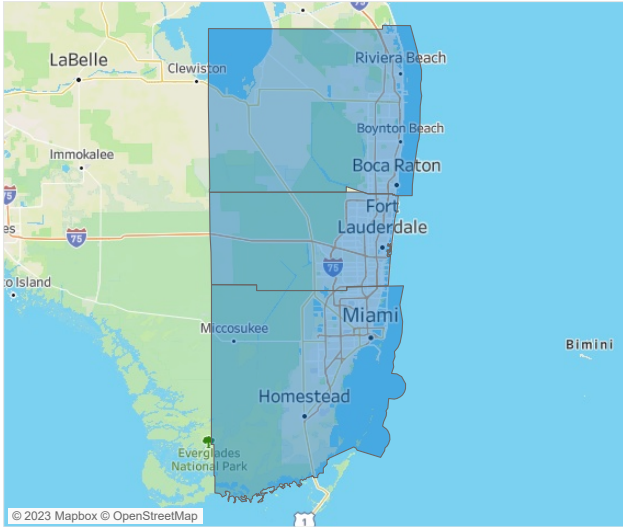 LaBelle
Clewiston
Riviera Beach
Boynton Beach
Immokalee
Boca Raton
75
Fort
Lauderdale
es
75
75
to Island
Miccosukee
Miami
Bimini
Homestead
Everglades
National Park
© 2023 Mapbox © OpenStreetMap
1